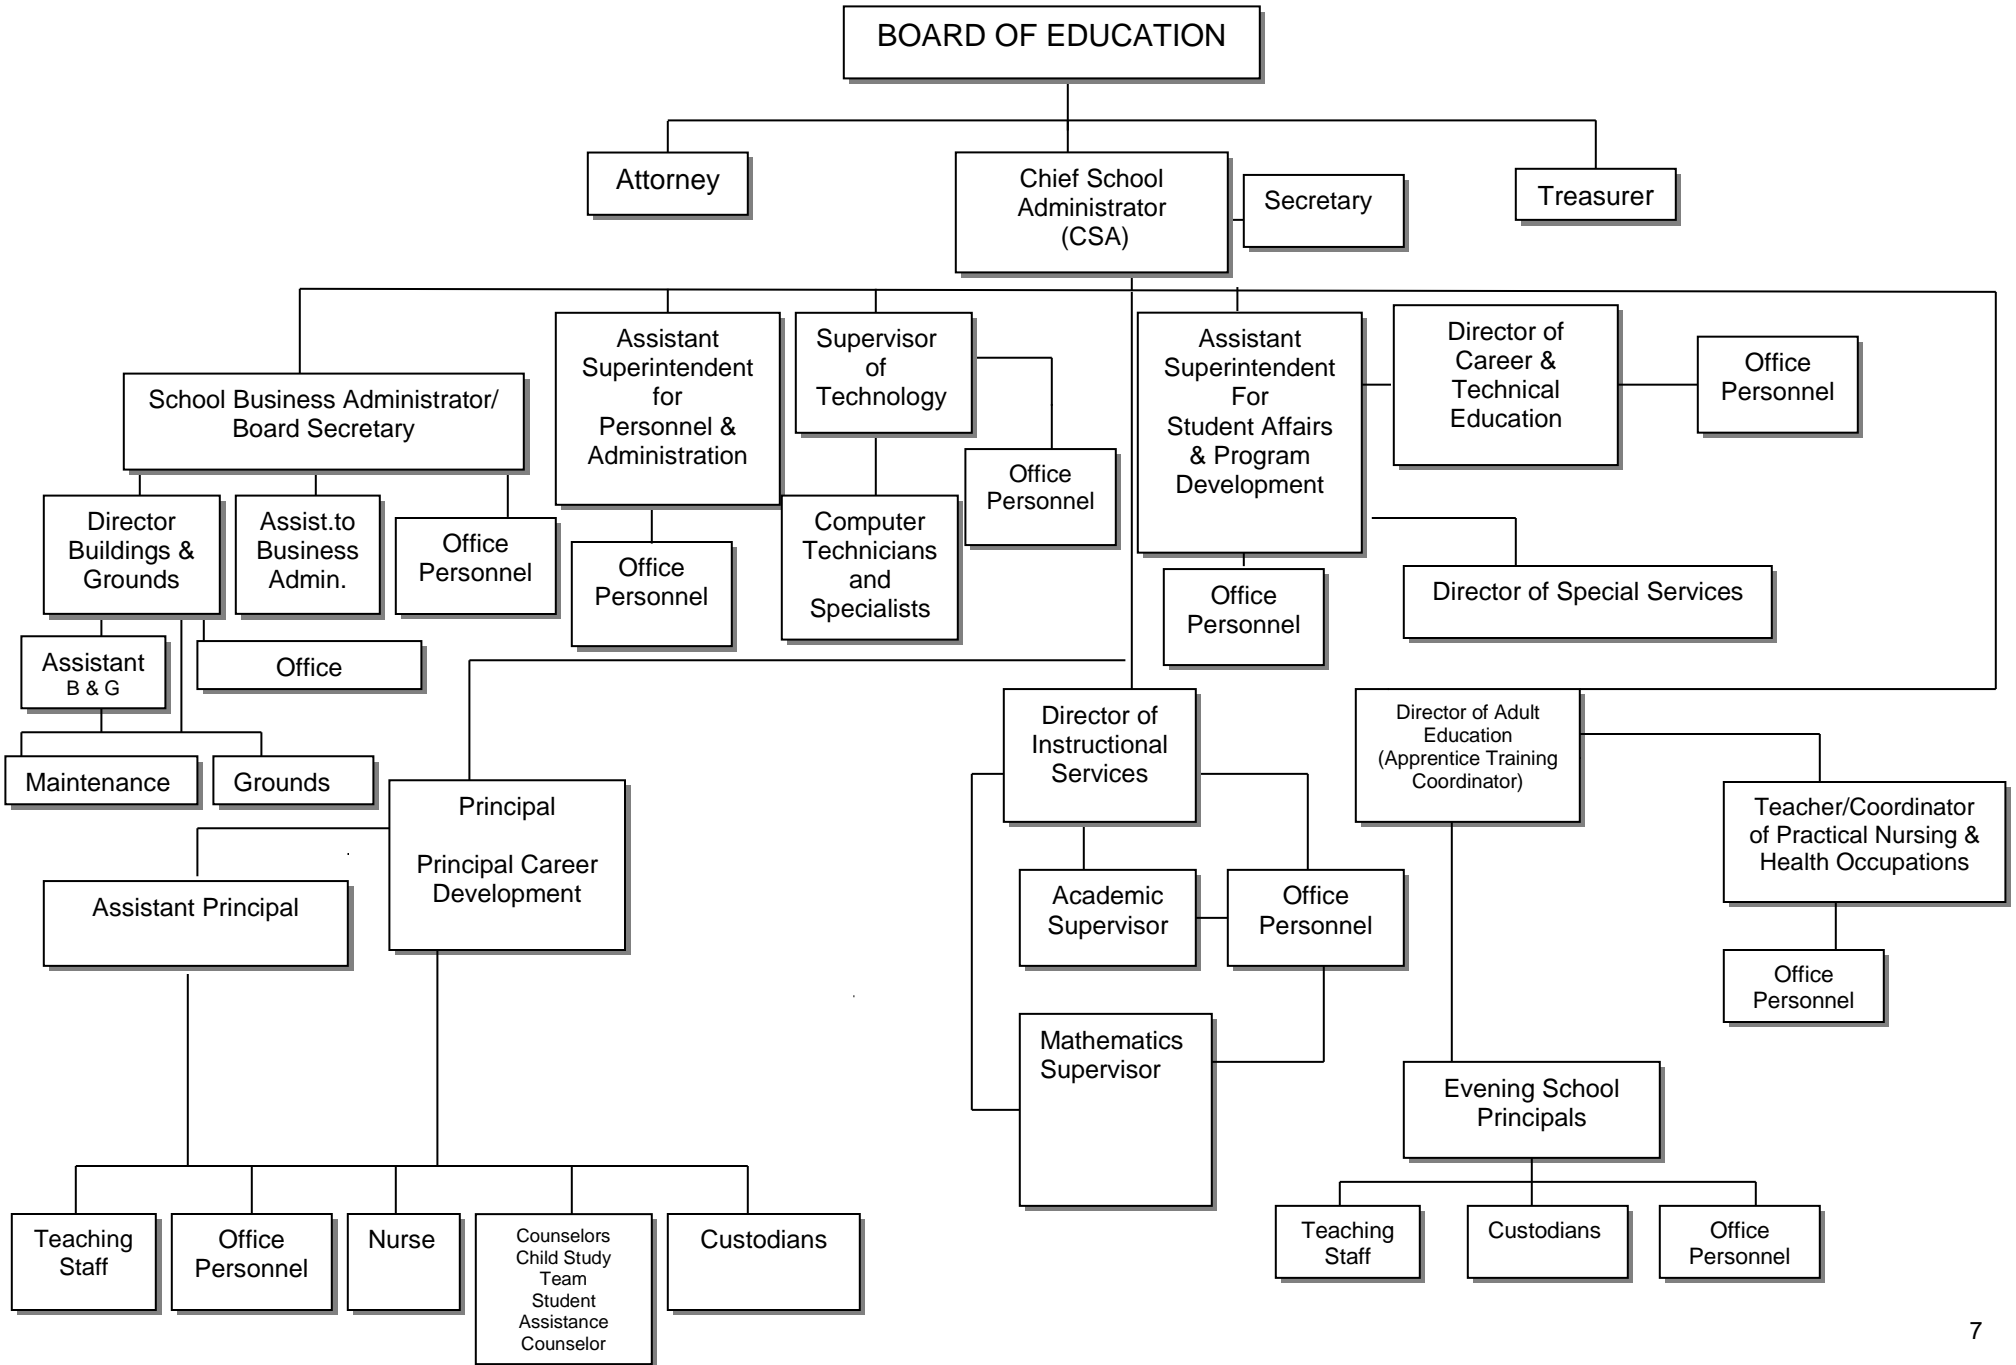 BOARD OF EDUCATION
Attorney
Chief School
Administrator
(CSA)
Secretary
Treasurer
School Business Administrator/
Board Secretary
Assistant
Superintendent
for
Personnel &
Administration
Supervisor
of
Technology
Assistant
Superintendent
For
Student Affairs
& Program
Development
Director of
Career &
Technical
Education
Office
Personnel
Office
Personnel
Director
Buildings &
Grounds
Assist.to
Business
Admin.
Office
Personnel
Office
Personnel
Computer
Technicians
and
Specialists
Office
Personnel
Director of Special Services
Assistant
B & G
Office
Maintenance
Grounds
Principal
Principal Career
Development
Director of
Instructional
Services
Director of Adult
Education
(Apprentice Training
Coordinator)
Teacher/Coordinator
of Practical Nursing &
Health Occupations
Assistant Principal
Academic
Supervisor
Office
Personnel
Office
Personnel
Mathematics
Supervisor
Evening School
Principals
Teaching
Staff
Office
Personnel
Nurse
Counselors
Child Study
Team
Student
Assistance
Counselor
Custodians
Teaching
Staff
Custodians
Office
Personnel
7